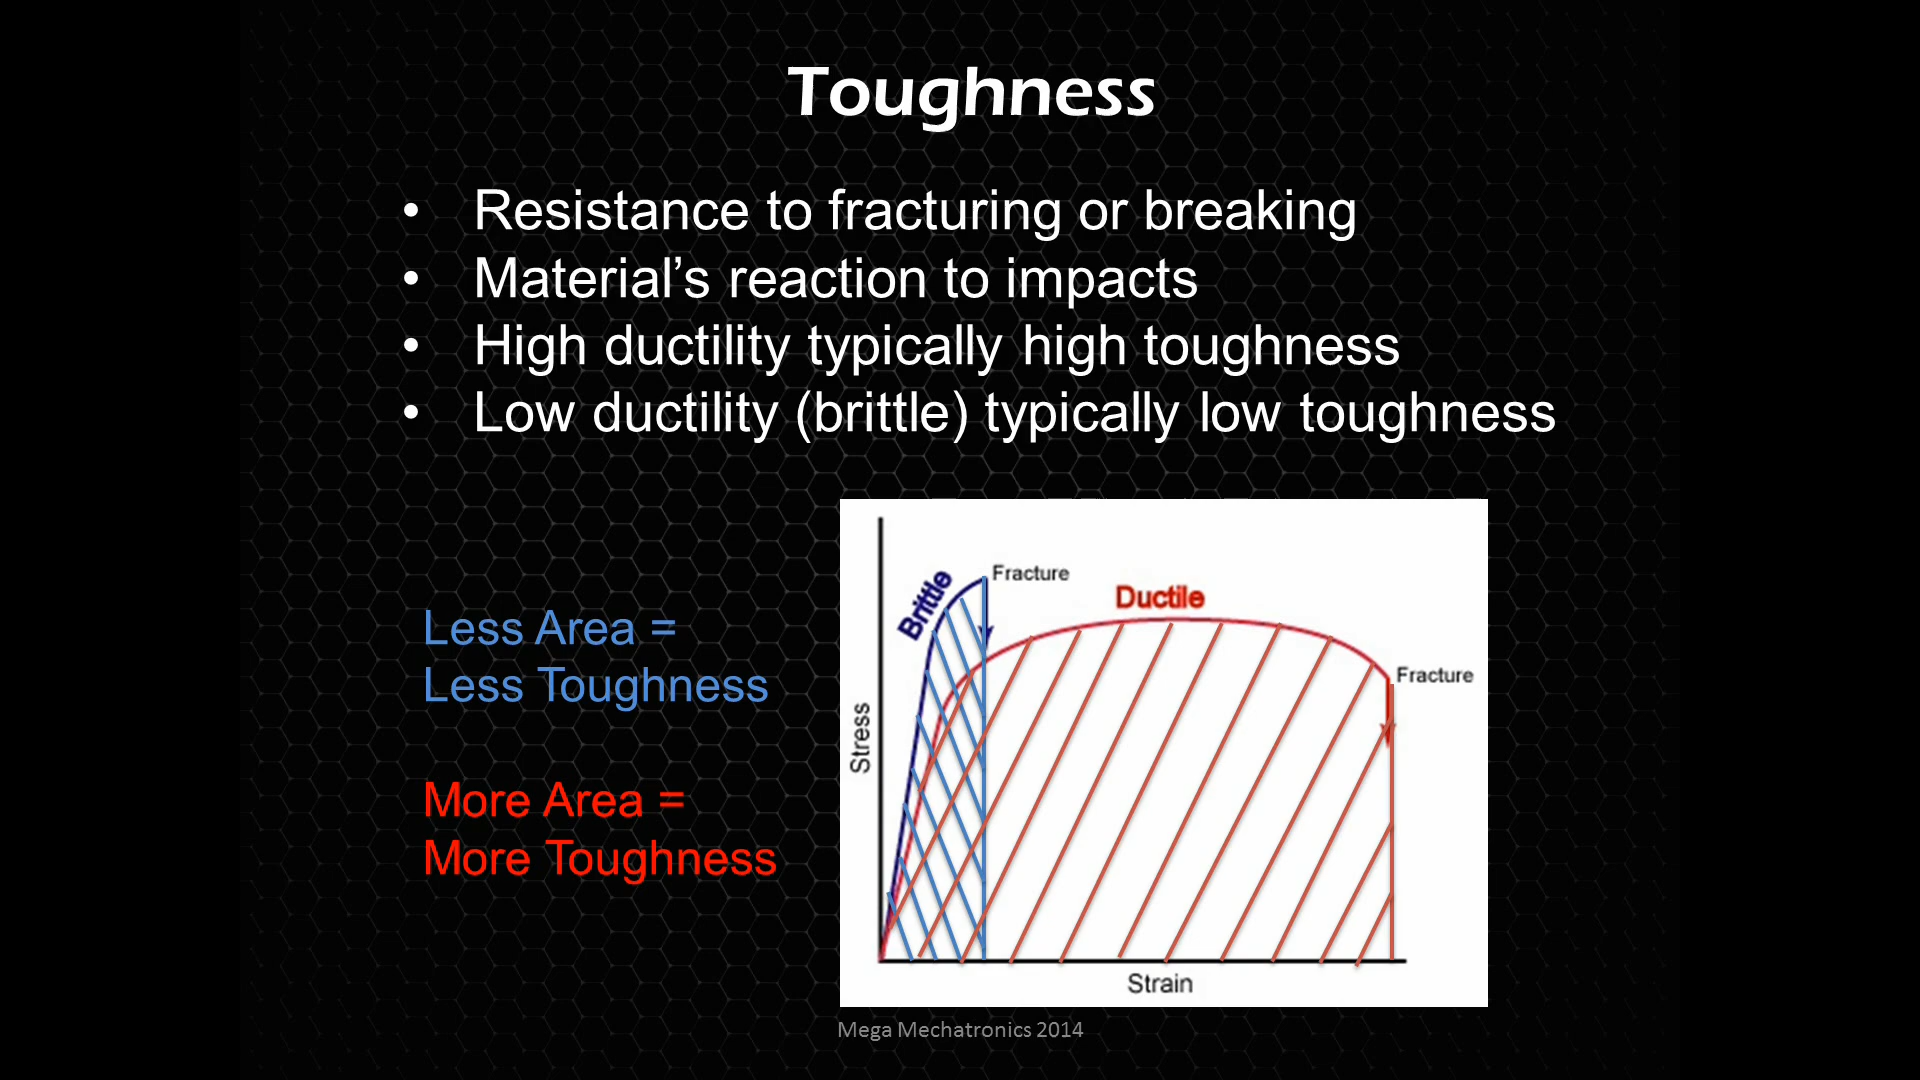 Toughness
• Resistance to fracturing or breaking
• Material’s reaction to impacts
• High ductility typically high toughness
• Low ductility (brittle) typically low toughness
Less Area =
Less Toughness
More Area =
More Toughness
Brittle
Fracture
Ductile
Fracture
Stress
Strain
Mega Mechatronics 2014